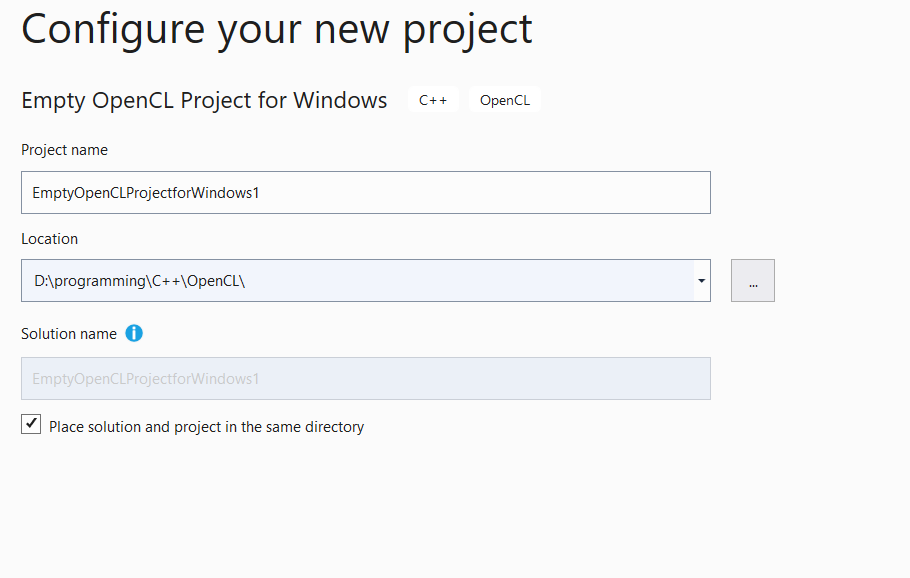 Configure your new project
Empty OpenCL Project for Windows C++ OpenCL
Project name
EmptyOpenCLProjectforWindows1
Location
D:\programming\C++\OpenCL\
...
Solution name
EmptyOpenCLProjectforWindows1
Place solution and project in the same directory